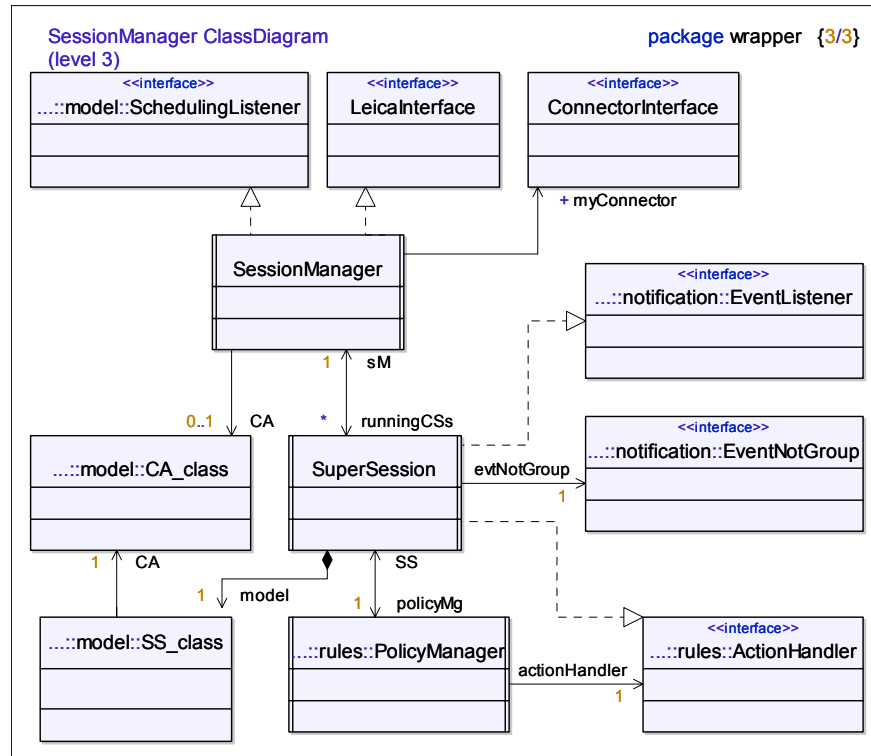 SessionManager ClassDiagram
(level 3)
package wrapper {3/3}
<<interface>>
...::model::SchedulingListener
<<interface>>
LeicaInterface
<<interface>>
ConnectorInterface
+ myConnector
SessionManager
<<interface>>
...::notification::EventListener
1
sM
0..1
CA
*
runningCSs
...::model::CA_class
SuperSession
<<interface>>
...::notification::EventNotGroup
evtNotGroup
1
1
CA
SS
1
model
1
policyMg
...::model::SS_class
...::rules::PolicyManager
<<interface>>
...::rules::ActionHandler
actionHandler
1